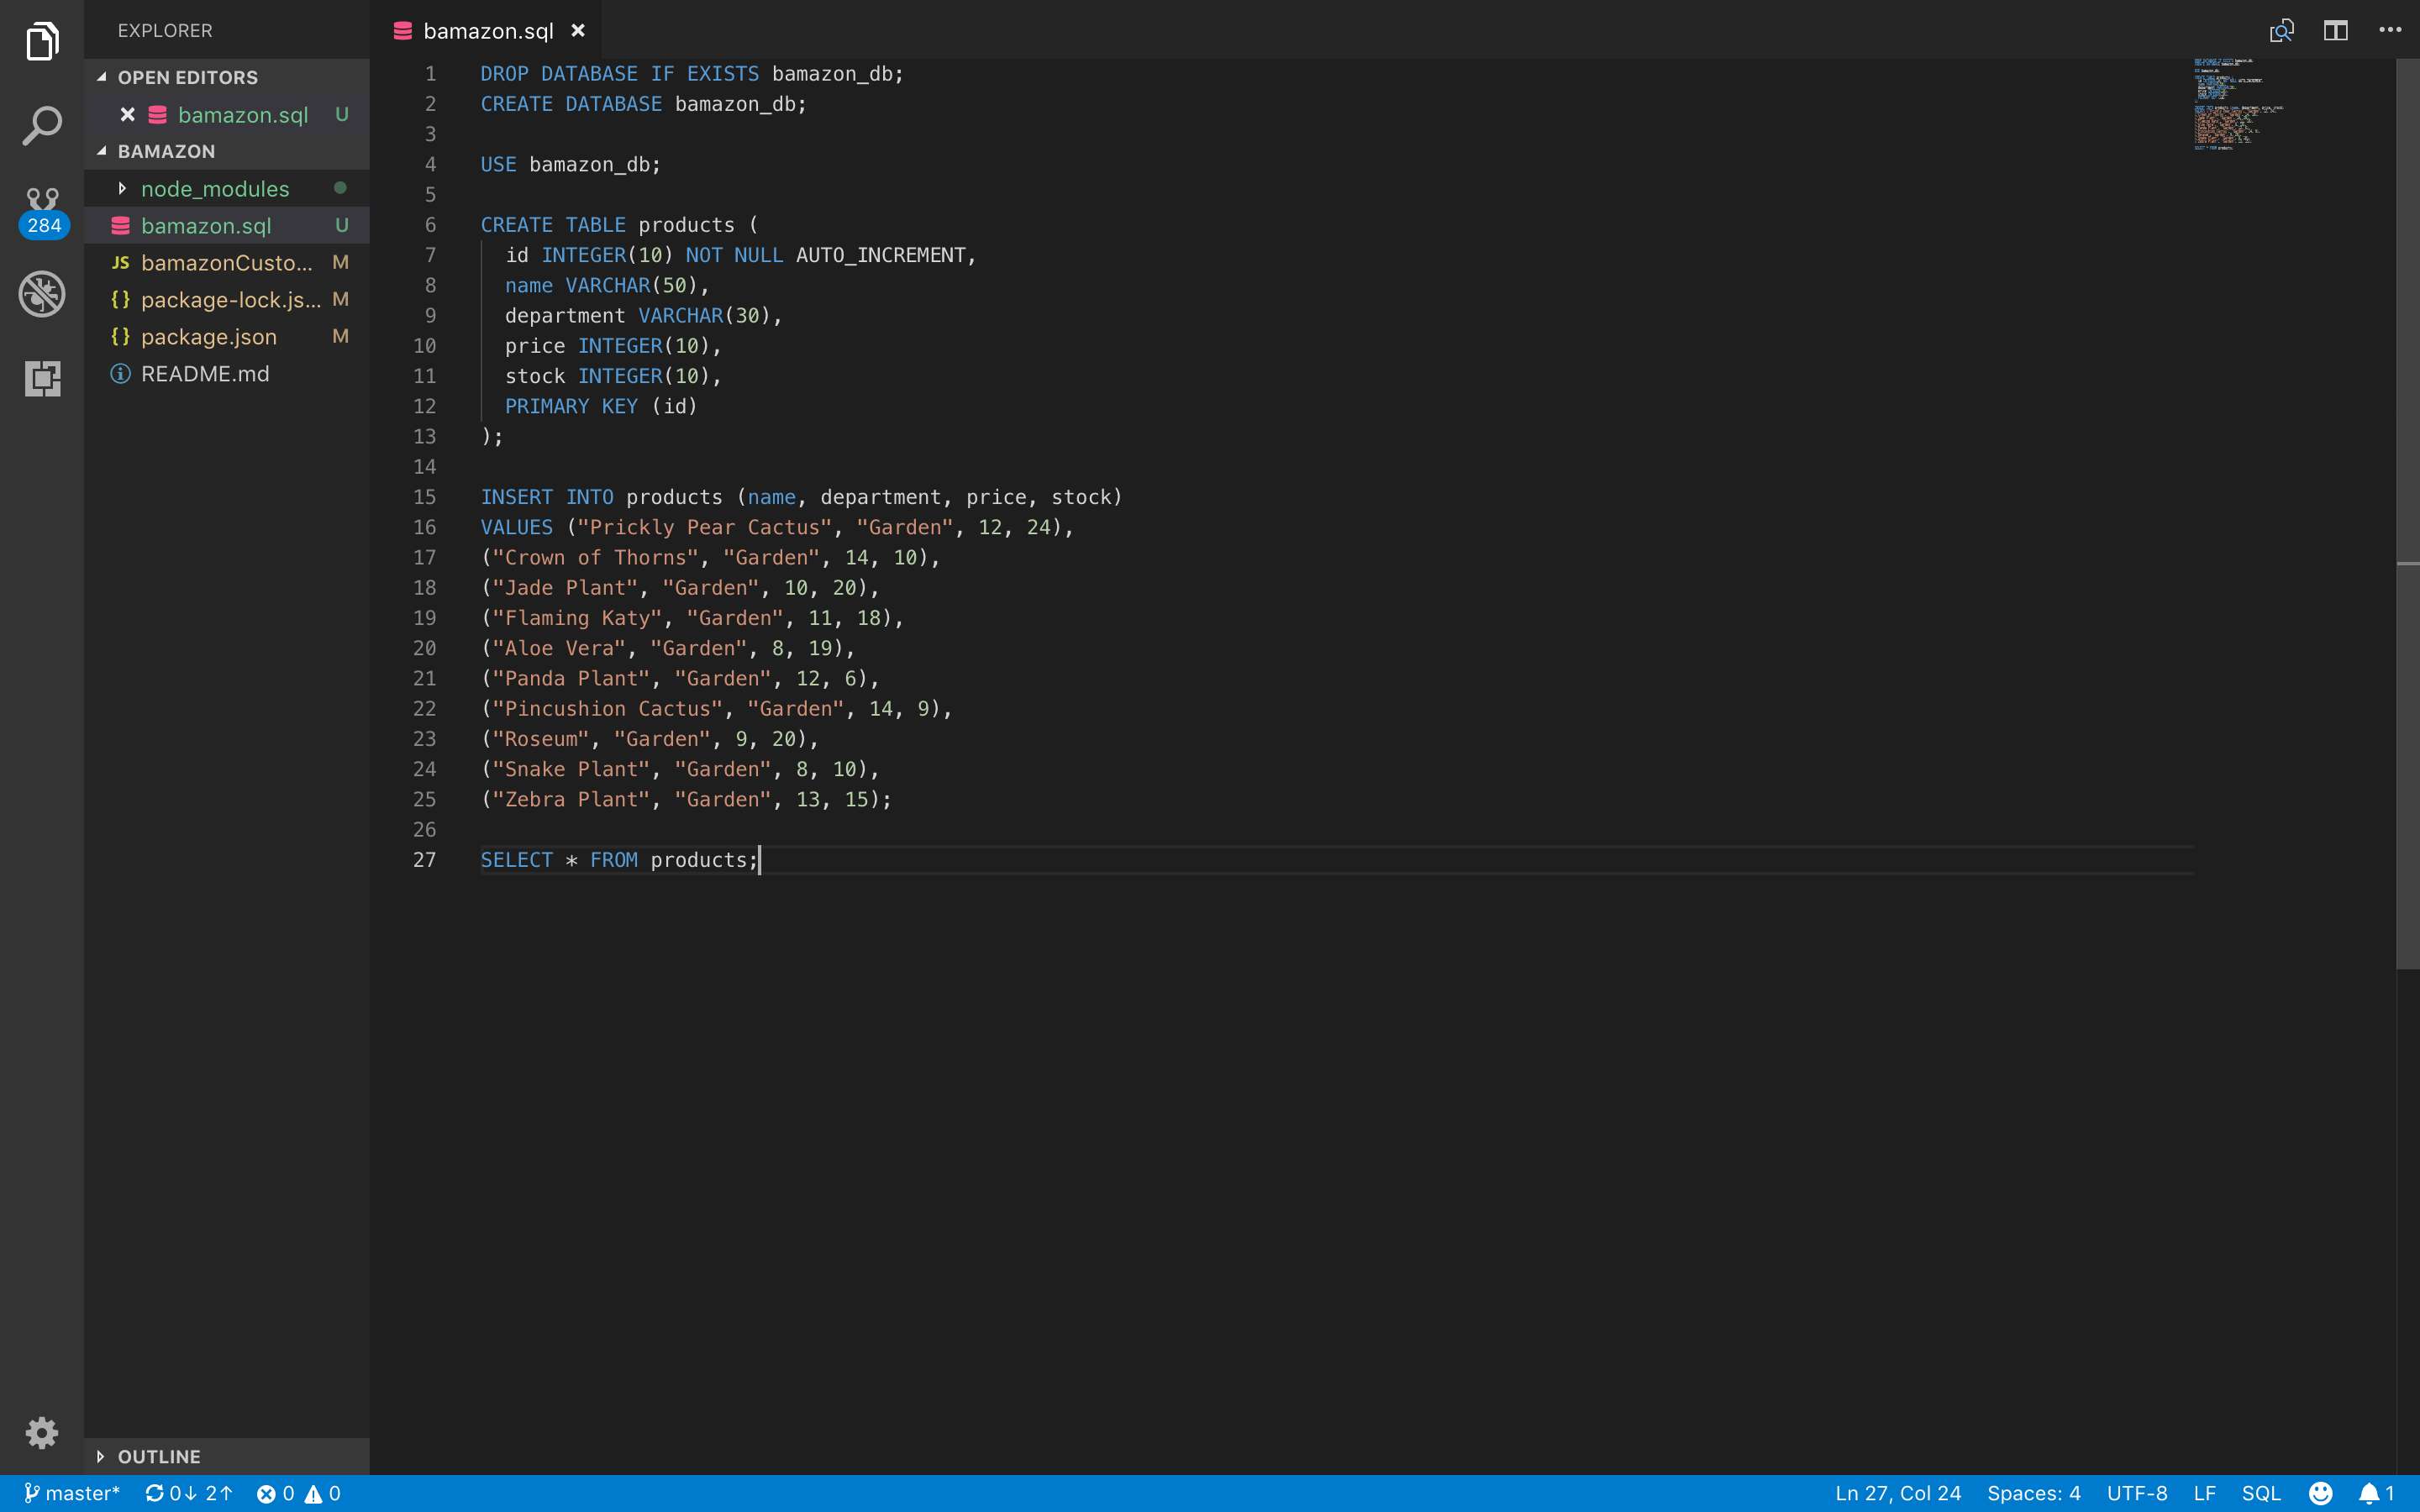 EXPLORER
OPEN EDITORS
bamazon.sql U
BAMAZON
node_modules
bamazon.sql U
JS bamazonCusto... M
{} package-lock.js... M
{} package.json M
README.md
284
OUTLINE
bamazon.sql
1 DROP DATABASE IF EXISTS bamazon_db;
2 CREATE DATABASE bamazon_db;
3
4 USE bamazon_db;
5
6 CREATE TABLE products (
7 id INTEGER(10) NOT NULL AUTO_INCREMENT,
8 name VARCHAR(50),
9 department VARCHAR(30),
10 price INTEGER(10),
11 stock INTEGER(10),
12 PRIMARY KEY (id)
13 );
14
15 INSERT INTO products (name, department, price, stock)
16 VALUES ("Prickly Pear Cactus", "Garden", 12, 24),
17 ("Crown of Thorns", "Garden", 14, 10),
18 ("Jade Plant", "Garden", 10, 20),
19 ("Flaming Katy", "Garden", 11, 18),
20 ("Aloe Vera", "Garden", 8, 19),
21 ("Panda Plant", "Garden", 12, 6),
22 ("Pincushion Cactus", "Garden", 14, 9),
23 ("Roseum", "Garden", 9, 20),
24 ("Snake Plant", "Garden", 8, 10),
25 ("Zebra Plant", "Garden", 13, 15);
26
27 SELECT * FROM products;
master* 0↓ 2↑ 0 0 Ln 27, Col 24 Spaces: 4 UTF-8 LF SQL 1